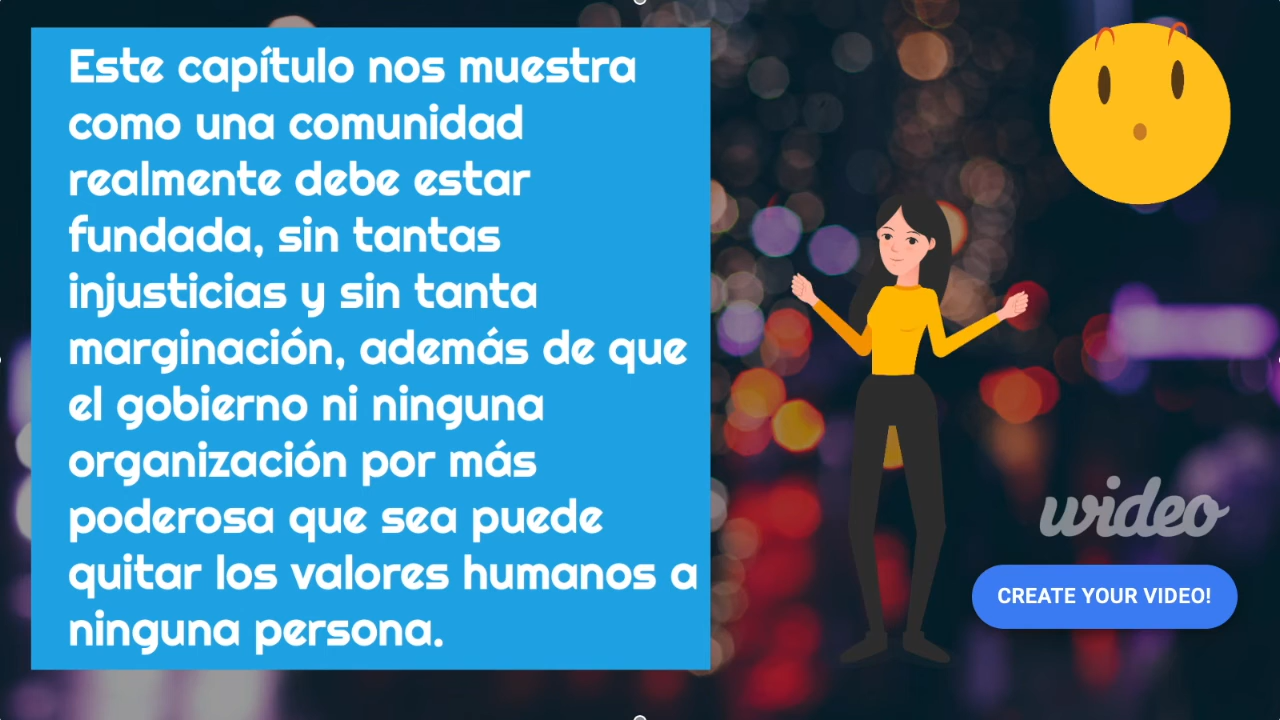 Este capítulo nos muestra
como una comunidad
realmente debe estar
fundada, sin tantas
injusticias y sin tanta
marginación, además de que
el gobierno ni ninguna
organización por más
poderosa que sea puede
quitar los valores humanos a
ninguna persona.
wideo
CREATE YOUR VIDEO!